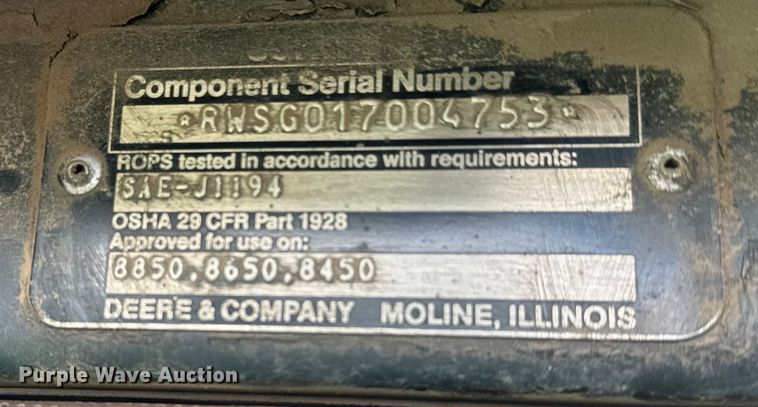 Component Serial Number
*RWSG017004753*
ROPS tested in accordance with requirements:
SAE-J1194
OSHA 29 CFR Part 1928
Approved for use on:
8850,8650,8450
DEERE & COMPANY MOLINE, ILLINOIS
Purple Wave Auction